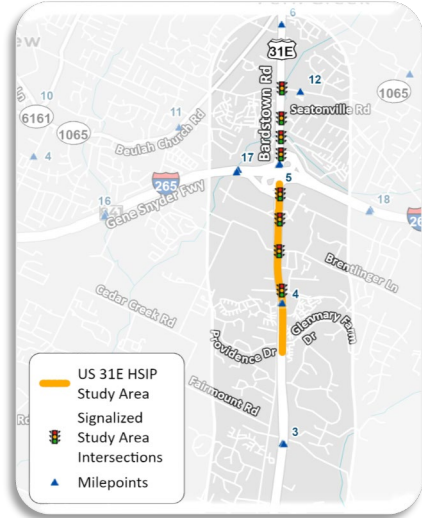 6
31E
Bardstown Rd
12
Seatonville Rd
1065
10
6161
1065
11
Beulah Church Rd
4
17
5
265
16
Gene Snyder Fwy
18
Brentlinger Ln
Cedar Creek Rd
4
Glenmary Farm
Dr
Providence Dr
Fairmount Rd
3
US 31E HSIP
Study Area
Signalized
Study Area
Intersections
Milepoints